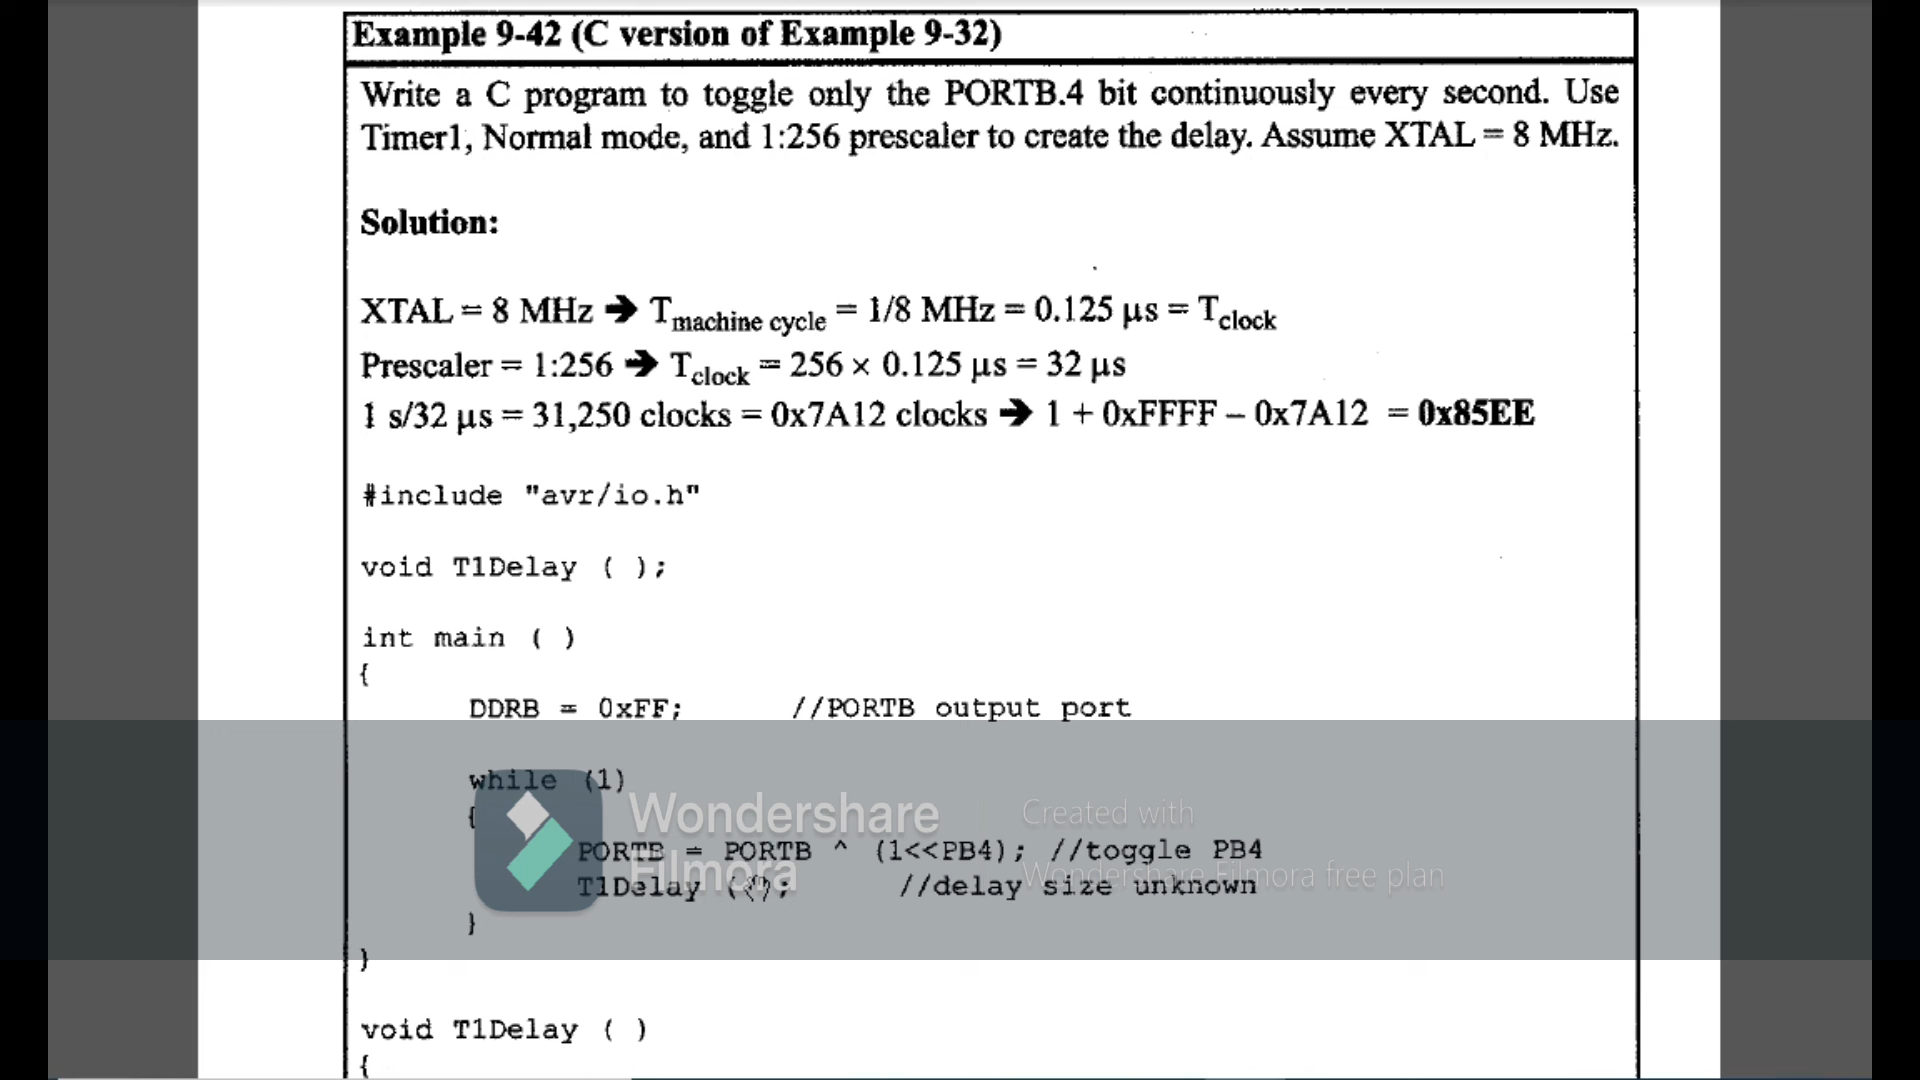 Example 9-42 (C version of Example 9-32)
Write a C program to toggle only the PORTB.4 bit continuously every second. Use
Timer1, Normal mode, and 1:256 prescaler to create the delay. Assume XTAL = 8 MHz.
Solution:
XTAL = 8 MHz ➔ Tmachine cycle = 1/8 MHz = 0.125 µs = Tclock
Prescaler = 1:256 ➔ Tclock = 256 × 0.125 µs = 32 µs
1 s/32 µs = 31,250 clocks = 0x7A12 clocks ➔ 1 + 0xFFFF – 0x7A12 = 0x85EE
#include "avr/io.h"
void T1Delay ( );
int main ( )
{
DDRB = 0xFF; //PORTB output port
while (1)
{
PORTB = PORTB ^ (1<<PB4); //toggle PB4
T1Delay ( ); //delay size unknown
}
}
void T1Delay ( )
{
Wondershare
Filmora
Created with
Wondershare Filmora free plan